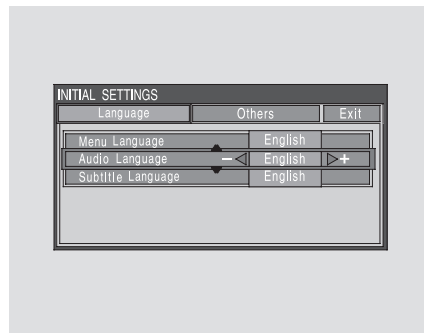 INITIAL SETTINGS
Language Others Exit
Menu Language English
Audio Language − English +
Subtitle Language English